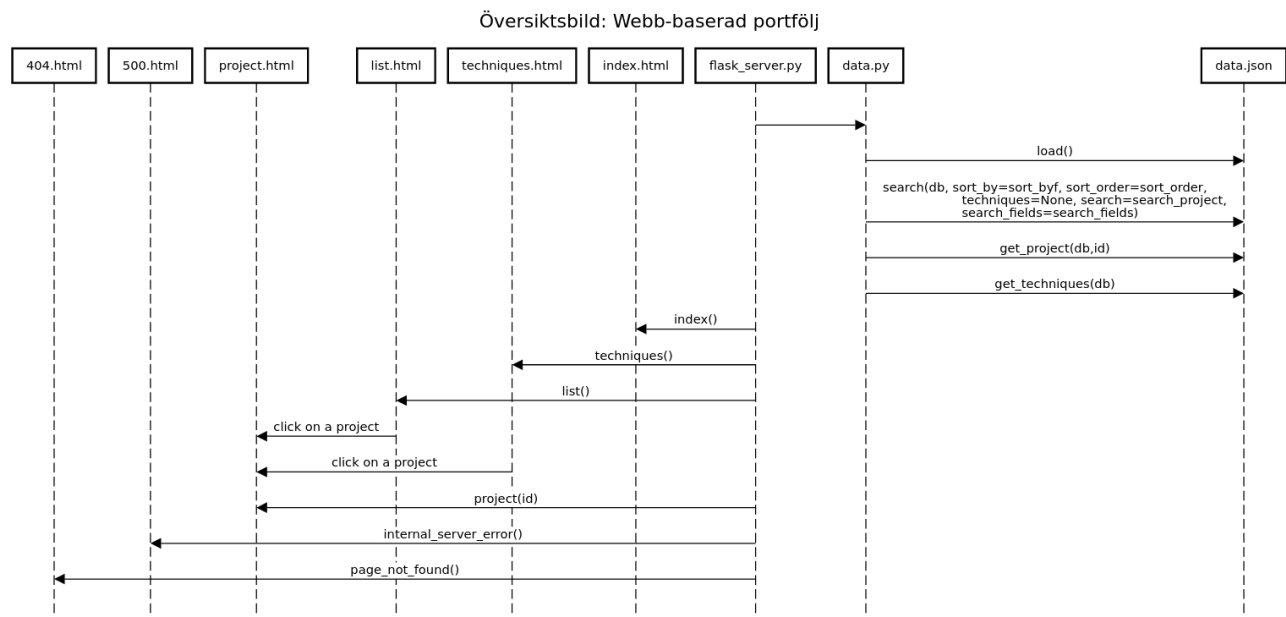 Översiktsbild: Webb-baserad portfölj
404.html
500.html
project.html
list.html
techniques.html
index.html
flask_server.py
data.py
data.json
load()
search(db, sort_by=sort_byf, sort_order=sort_order,
techniques=None, search=search_project,
search_fields=search_fields)
get_project(db,id)
get_techniques(db)
index()
techniques()
list()
click on a project
click on a project
project(id)
internal_server_error()
page_not_found()